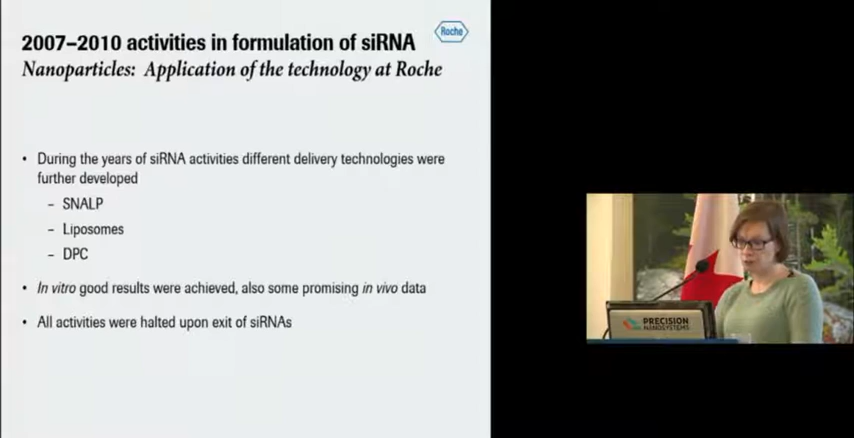 2007–2010 activities in formulation of siRNA
Roche
Nanoparticles: Application of the technology at Roche
• During the years of siRNA activities different delivery technologies were
further developed
– SNALP
– Liposomes
– DPC
• In vitro good results were achieved, also some promising in vivo data
• All activities were halted upon exit of siRNAs
PRECISION
NANOSYSTEMS